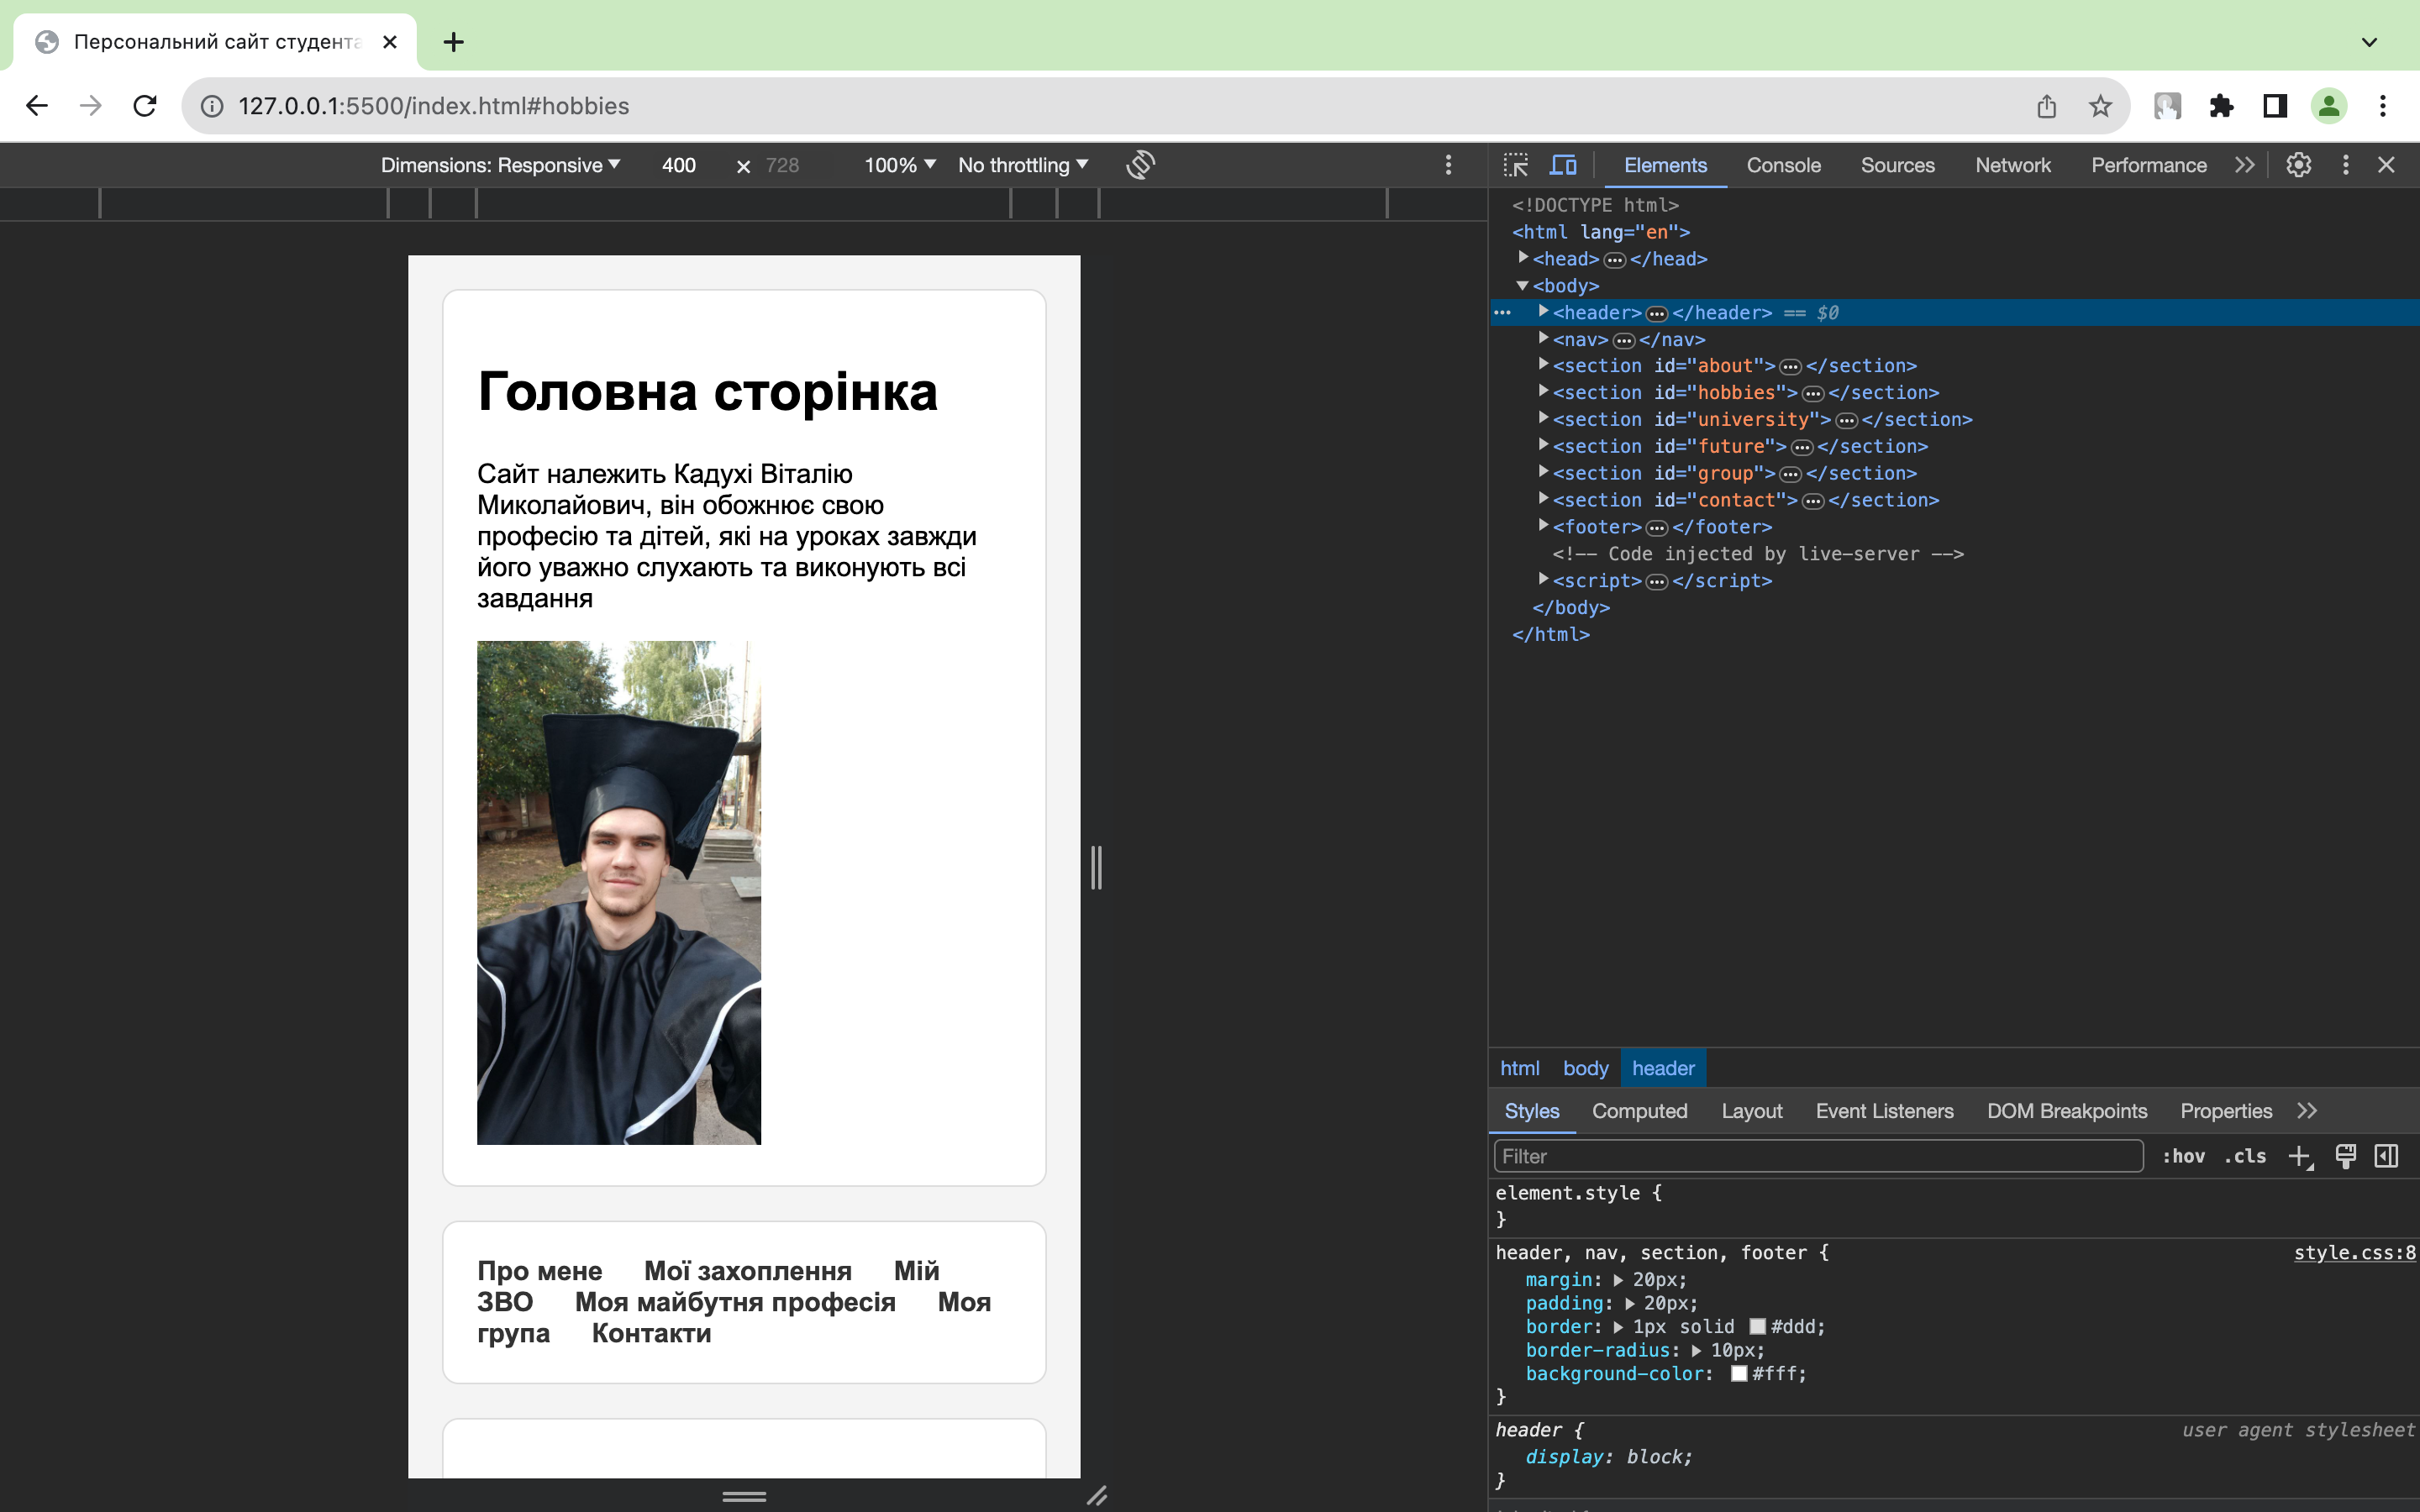 Персональний сайт студента
127.0.0.1:5500/index.html#hobbies
Dimensions: Responsive 400 × 728 100% No throttling
Elements Console Sources Network Performance
<!DOCTYPE html>
<html lang="en">
<head>…</head>
<body>
<header>…</header> == $0
<nav>…</nav>
<section id="about">…</section>
<section id="hobbies">…</section>
<section id="university">…</section>
<section id="future">…</section>
<section id="group">…</section>
<section id="contact">…</section>
<footer>…</footer>
<!-- Code injected by live-server -->
<script>…</script>
</body>
</html>
Головна сторінка
Сайт належить Кадухі Віталію
Миколайович, він обожнює свою
професію та дітей, які на уроках завжди
його уважно слухають та виконують всі
завдання
Про мене Мої захоплення Мій
ЗВО Моя майбутня професія Моя
група Контакти
html body header
Styles Computed Layout Event Listeners DOM Breakpoints Properties
Filter :hov .cls
element.style {
}
header, nav, section, footer { style.css:8
margin: 20px;
padding: 20px;
border: 1px solid #ddd;
border-radius: 10px;
background-color: #fff;
}
header { user agent stylesheet
display: block;
}